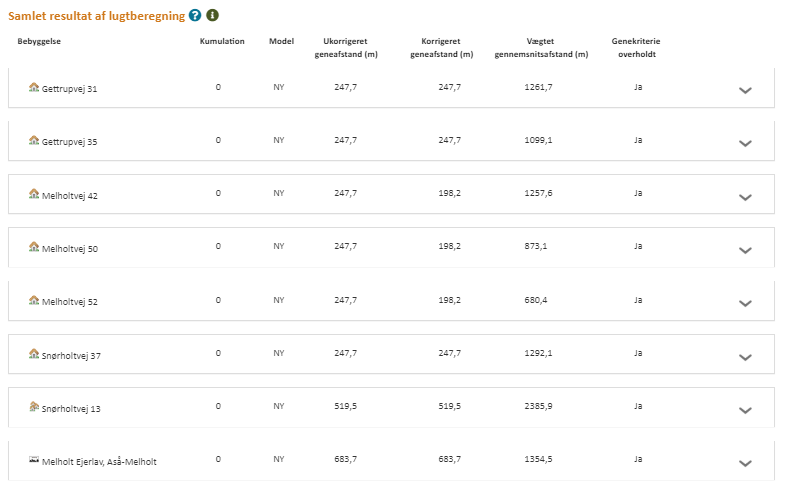 Samlet resultat af lugtberegning ? i
Bebyggelse Kumulation Model Ukorrigeret geneafstand (m) Korrigeret geneafstand (m) Vægtet gennemsnitsafstand (m) Genekriterie overholdt
Gettrupvej 31 0 NY 247,7 247,7 1261,7 Ja
Gettrupvej 35 0 NY 247,7 247,7 1099,1 Ja
Melholtvej 42 0 NY 247,7 198,2 1257,6 Ja
Melholtvej 50 0 NY 247,7 198,2 873,1 Ja
Melholtvej 52 0 NY 247,7 198,2 680,4 Ja
Snørholtvej 37 0 NY 247,7 247,7 1292,1 Ja
Snørholtvej 13 0 NY 519,5 519,5 2385,9 Ja
Melholt Ejerlav, Aså-Melholt 0 NY 683,7 683,7 1354,5 Ja